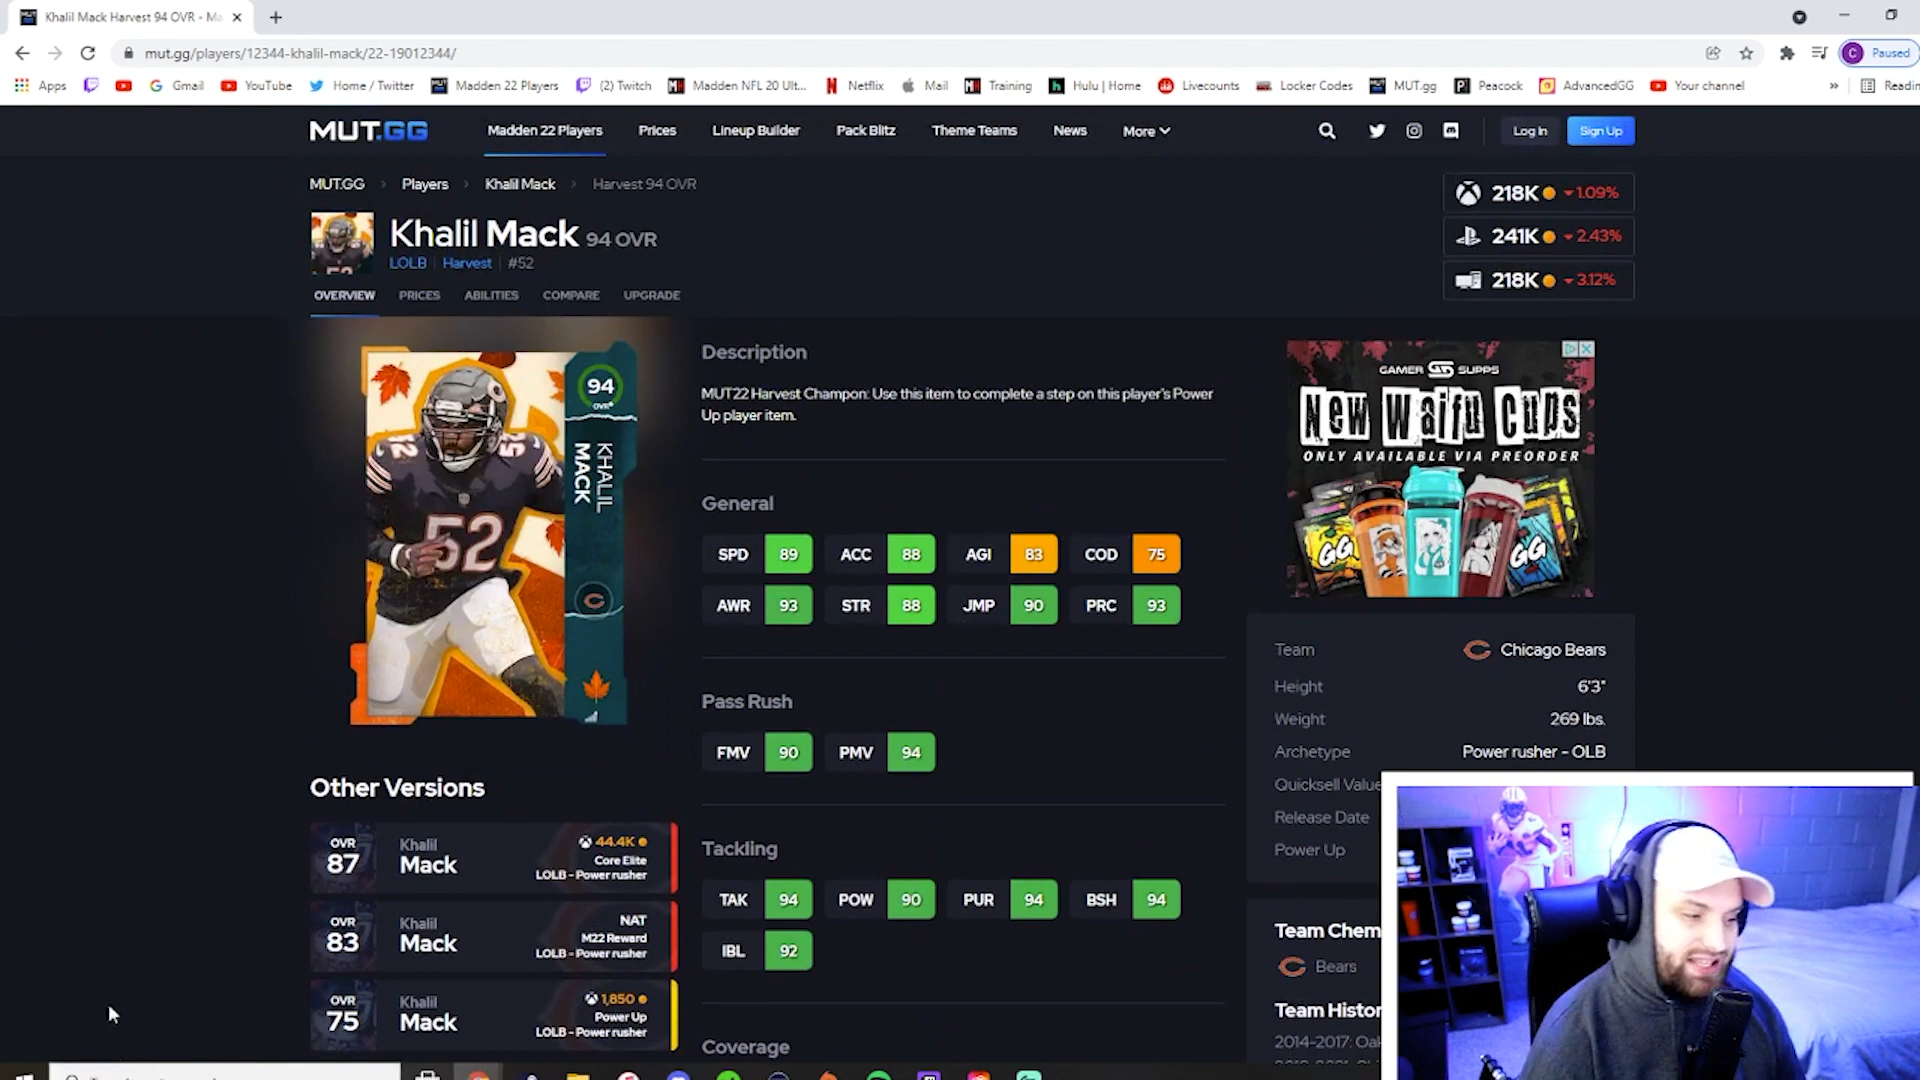 Khalil Mack Harvest 94 OVR - Ma
mut.gg/players/12344-khalil-mack/22-19012344/
Paused
Apps
Gmail
YouTube
Home / Twitter
Madden 22 Players
(2) Twitch
Madden NFL 20 Ult...
Netflix
Mail
Training
Hulu | Home
Livecounts
Locker Codes
MUT.gg
Peacock
AdvancedGG
Your channel
»
Readin
MUT.GG
Madden 22 Players
Prices
Lineup Builder
Pack Blitz
Theme Teams
News
More
Log In
Sign Up
MUT.GG > Players > Khalil Mack > Harvest 94 OVR
Khalil Mack 94 OVR
LOLB | Harvest | #52
218K 1.09%
241K 2.43%
218K 3.12%
OVERVIEW
PRICES
ABILITIES
COMPARE
UPGRADE
94
OVR
KHALIL
MACK
52
Description
MUT22 Harvest Champon: Use this item to complete a step on this player's Power
Up player item.
General
SPD 89 ACC 88 AGI 83 COD 75
AWR 93 STR 88 JMP 90 PRC 93
Pass Rush
FMV 90 PMV 94
Tackling
TAK 94 POW 90 PUR 94 BSH 94
IBL 92
Coverage
Other Versions
OVR
87
Khalil
Mack
44.4K
Core Elite
LOLB - Power rusher
OVR
83
Khalil
Mack
NAT
M22 Reward
LOLB - Power rusher
OVR
75
Khalil
Mack
1,850
Power Up
LOLB - Power rusher
GAMER GS SUPPS
New Waifu Cups
ONLY AVAILABLE VIA PREORDER
GG
GG
Team Chicago Bears
Height 6'3"
Weight 269 lbs.
Archetype Power rusher - OLB
Quicksell Value
Release Date
Power Up
Team Chem
Bears
Team Histor
2014-2017: Oak